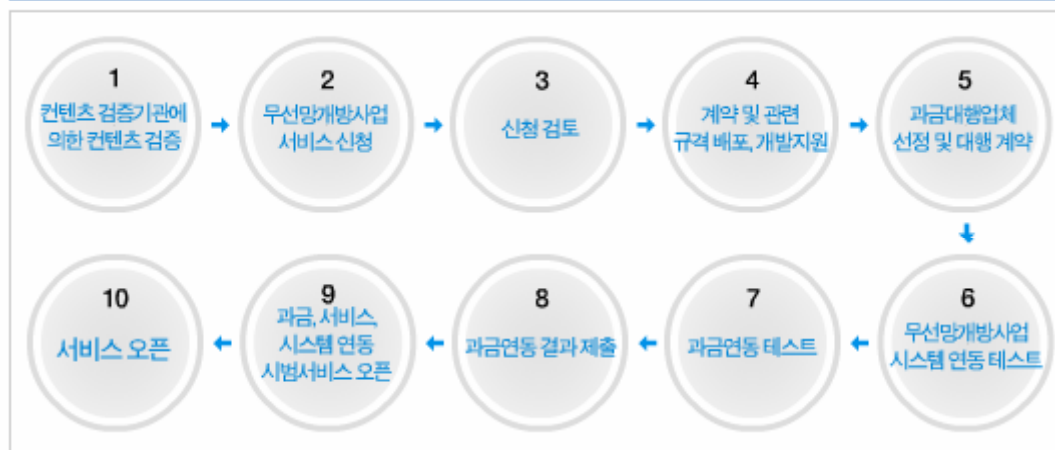 1
컨텐츠 검증기관에
의한 컨텐츠 검증
2
무선망개방사업
서비스 신청
3
신청 검토
4
계약 및 관련
규격 배포, 개발지원
5
과금대행업체
선정 및 대행 계약
6
무선망개방사업
시스템 연동 테스트
7
과금연동 테스트
8
과금연동 결과 제출
9
과금, 서비스,
시스템 연동
시범서비스 오픈
10
서비스 오픈